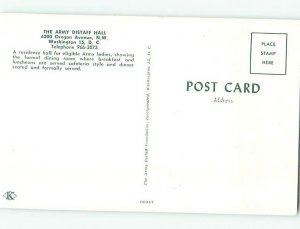 THE ARMY DISTAFF HALL
6200 Oregon Avenue, N.W.
Washington 15, D. C.
Telephone 966-3073
A residence hall for eligible Army ladies, showing
the formal dining room where breakfast and
luncheons are served cafeteria style and dinner
seated and formally served.
K
The Army Distaff Foundation, Incorporated, Washington 15, D.C.
POST CARD
Address
PLACE
STAMP
HERE